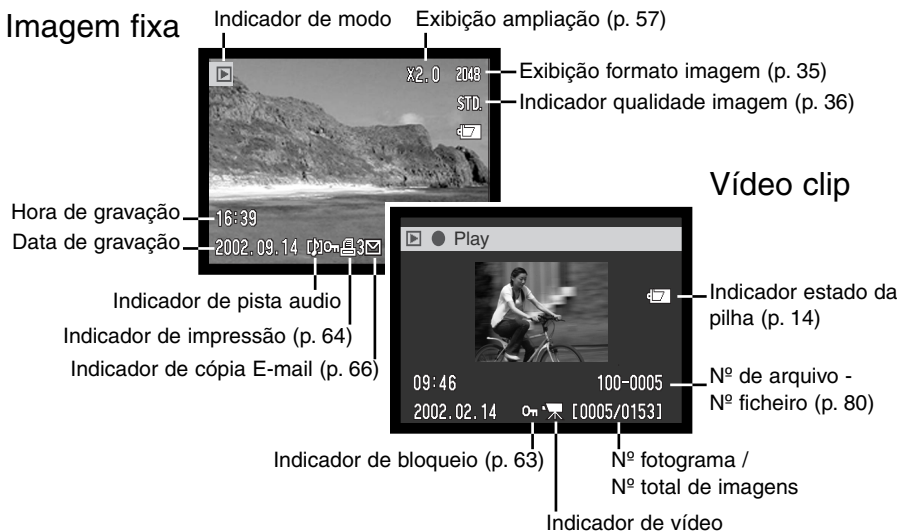 Imagem fixa
Indicador de modo
Exibição ampliação (p. 57)
X2.0 2048
Exibição formato imagem (p. 35)
STD.
Indicador qualidade imagem (p. 36)
Hora de gravação
16:39
Data de gravação
2002.09.14 3
Indicador de pista audio
Indicador de impressão (p. 64)
Indicador de cópia E-mail (p. 66)
Vídeo clip
Play
Indicador estado da
pilha (p. 14)
09:46 100-0005
Nº de arquivo -
Nº ficheiro (p. 80)
2002.02.14 [0005/0153]
Indicador de bloqueio (p. 63)
Nº fotograma /
Nº total de imagens
Indicador de vídeo